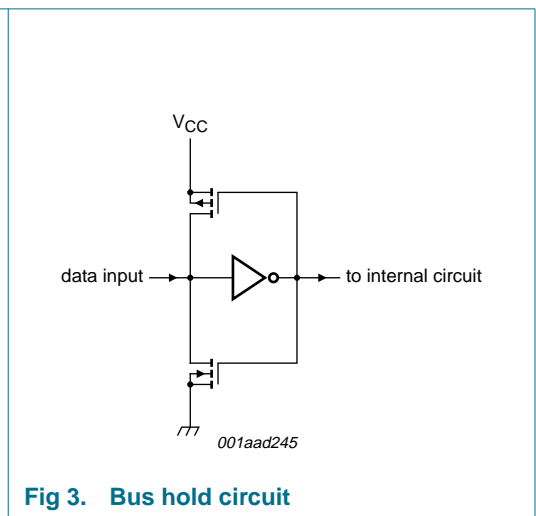 VCC
data input
to internal circuit
001aad245
Fig 3. Bus hold circuit